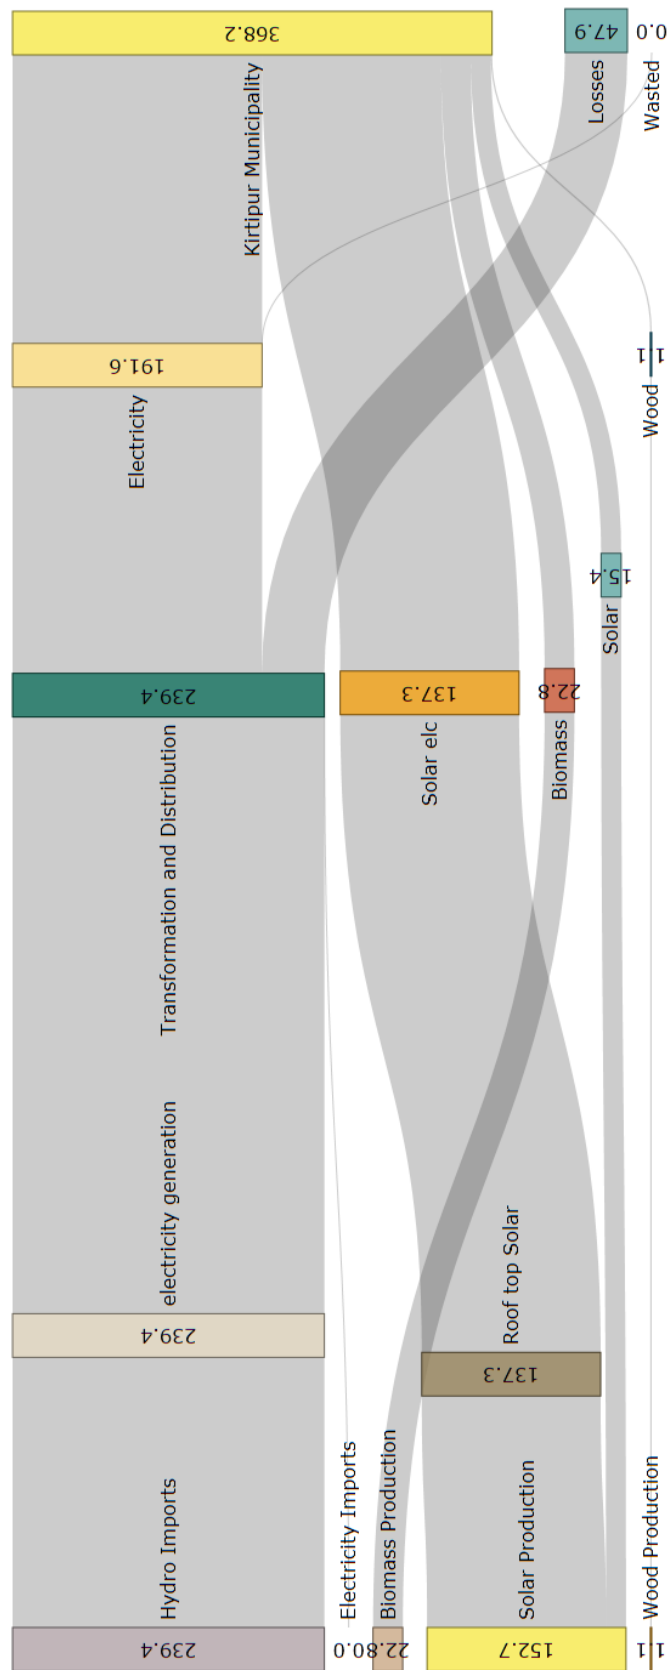 368.2
Kirtipur Municipality
47.9
Losses
0.0
Wasted
191.6
Electricity
1.1
Wood
15.4
Solar
239.4
Transformation and Distribution
137.3
Solar elc
22.8
Biomass
239.4
electricity generation
137.3
Roof top Solar
239.4
Hydro Imports
0.0
Electricity Imports
22.8
Biomass Production
152.7
Solar Production
1.1
Wood Production